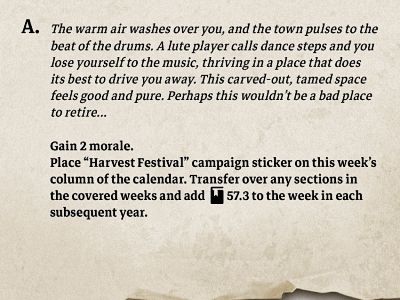 A. The warm air washes over you, and the town pulses to the
beat of the drums. A lute player calls dance steps and you
lose yourself to the music, thriving in a place that does
its best to drive you away. This carved-out, tamed space
feels good and pure. Perhaps this wouldn't be a bad place
to retire...
Gain 2 morale.
Place “Harvest Festival” campaign sticker on this week's
column of the calendar. Transfer over any sections in
the covered weeks and add 57.3 to the week in each
subsequent year.